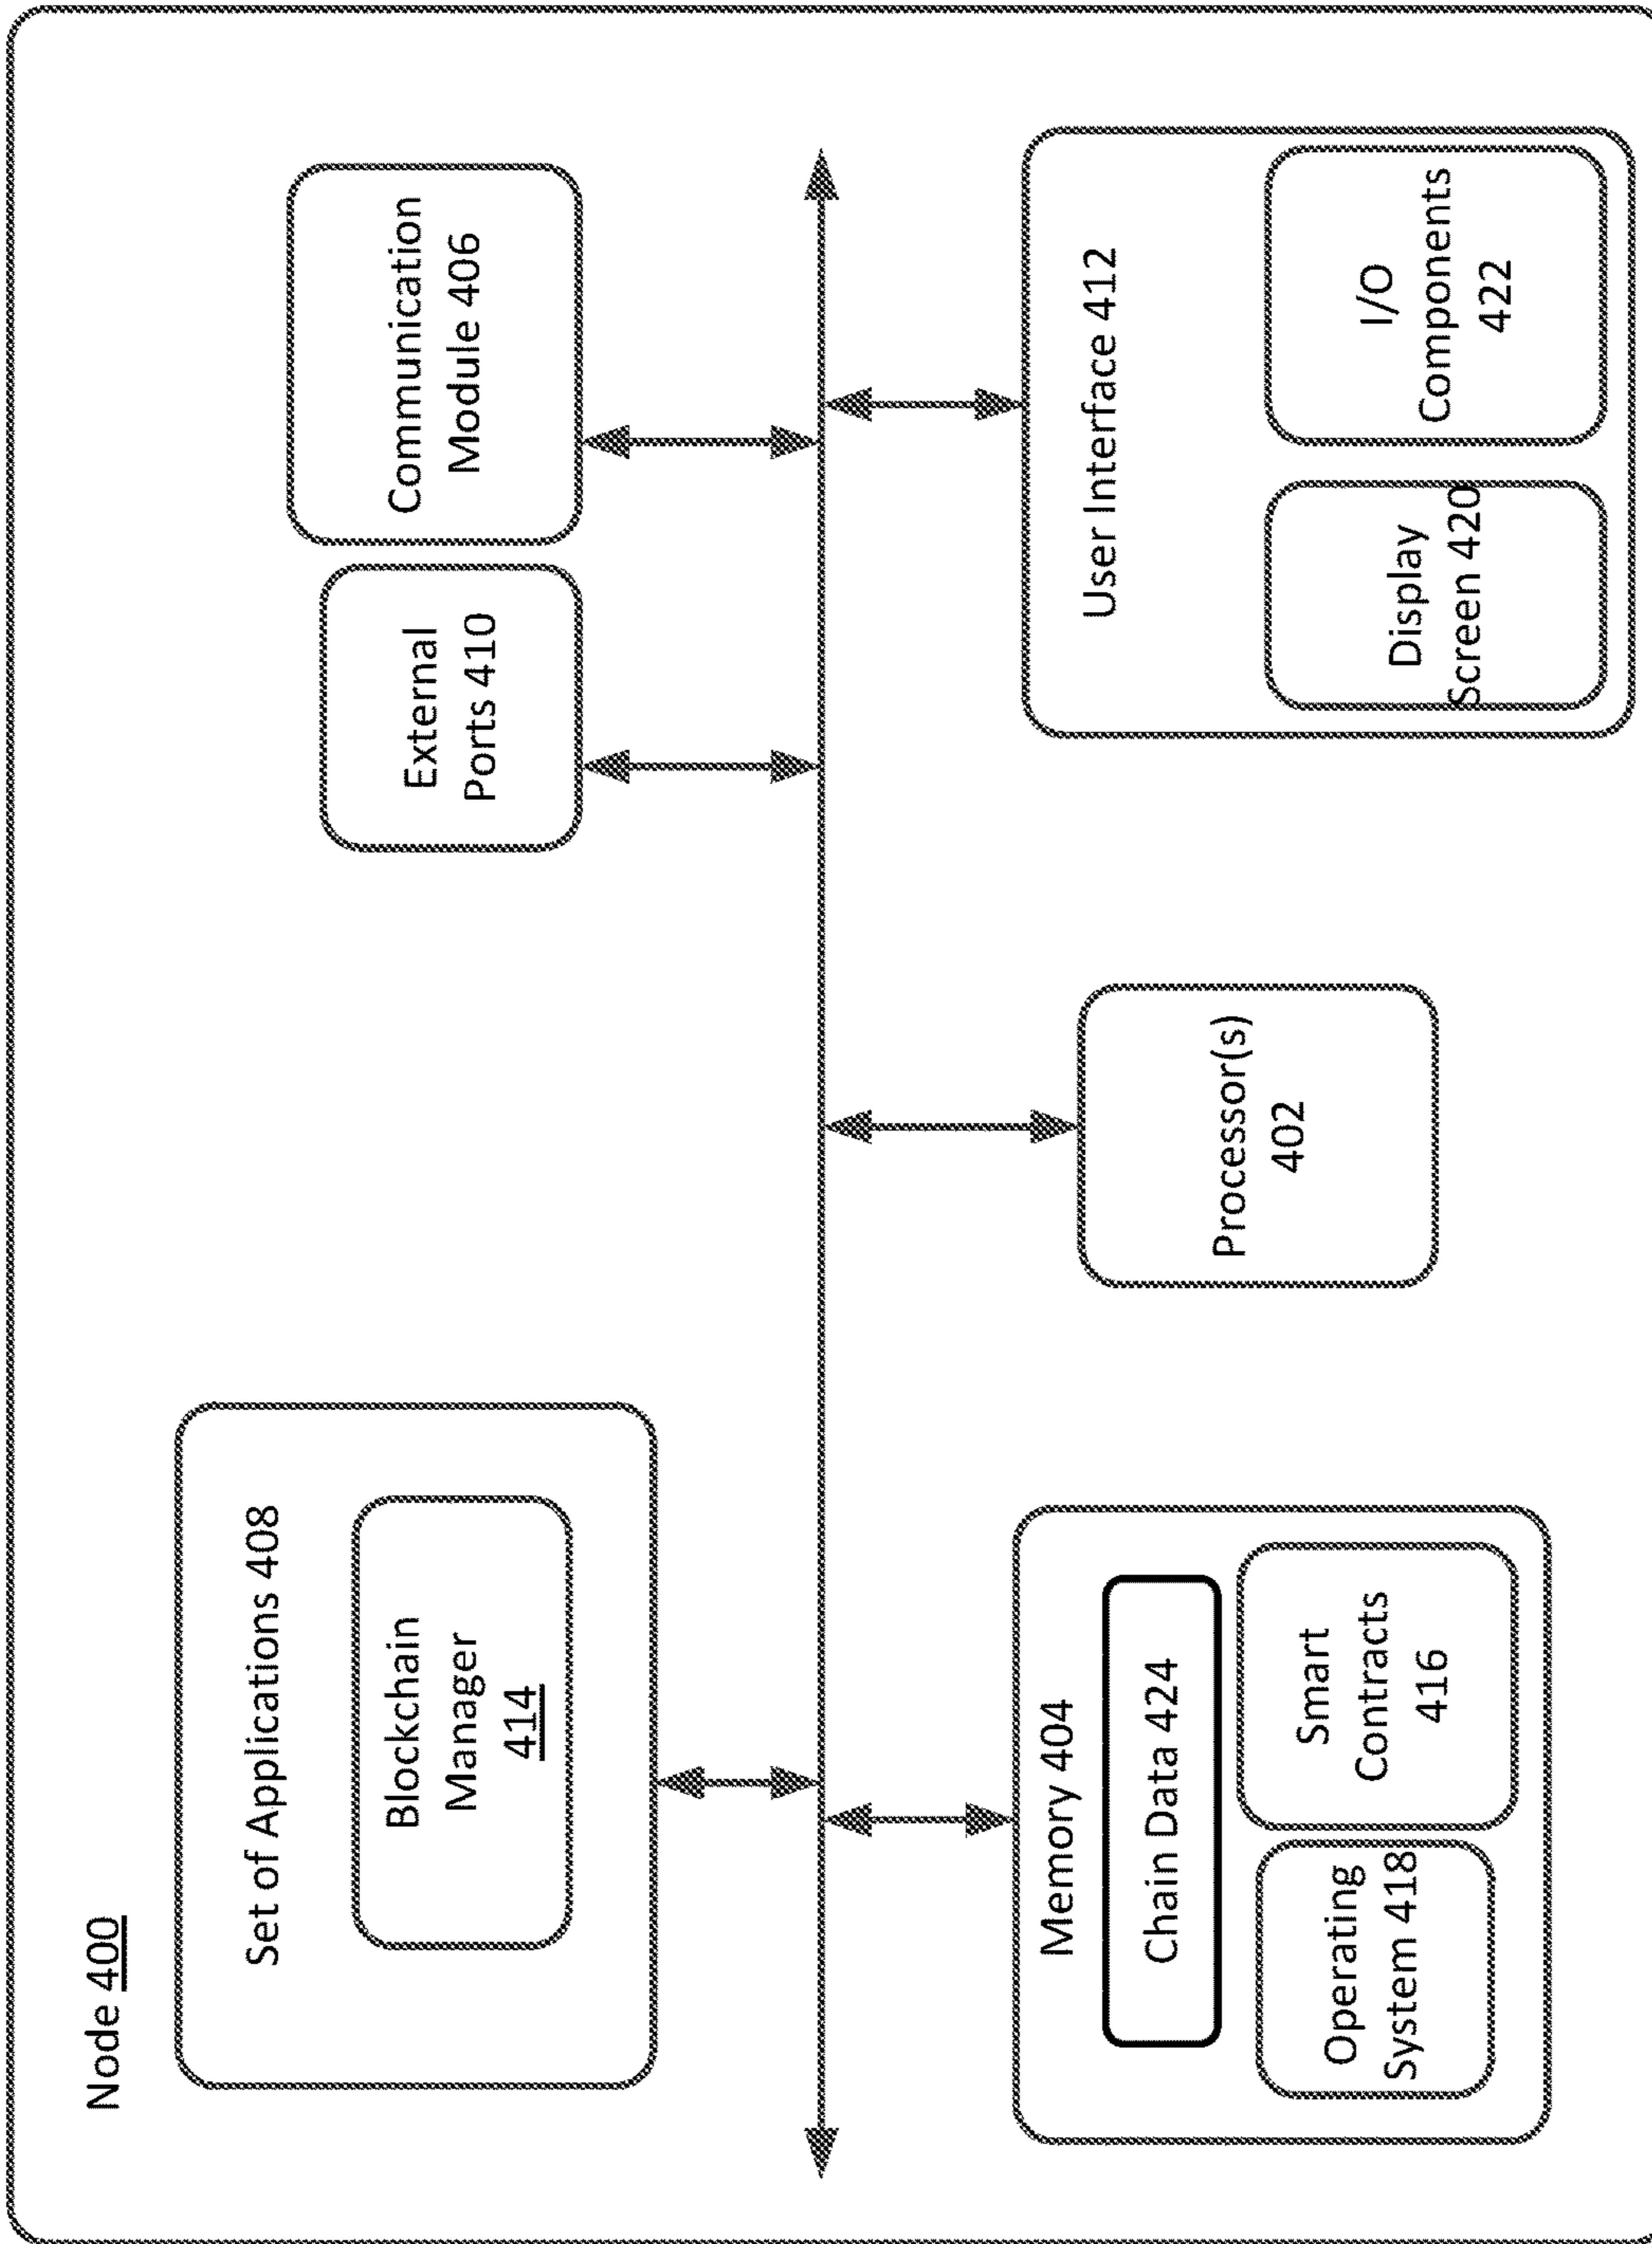 Node 400
Set of Applications 408
Blockchain
Manager
414
External
Ports 410
Communication
Module 406
Memory 404
Chain Data 424
Operating
System 418
Smart
Contracts
416
Processor(s)
402
User Interface 412
Display
Screen 420
I/O
Components
422